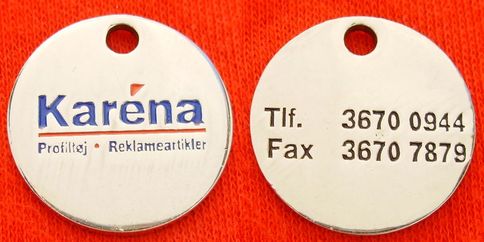 Karéna
Profiltøj • Reklameartikler
Tlf. 3670 0944
Fax 3670 7879